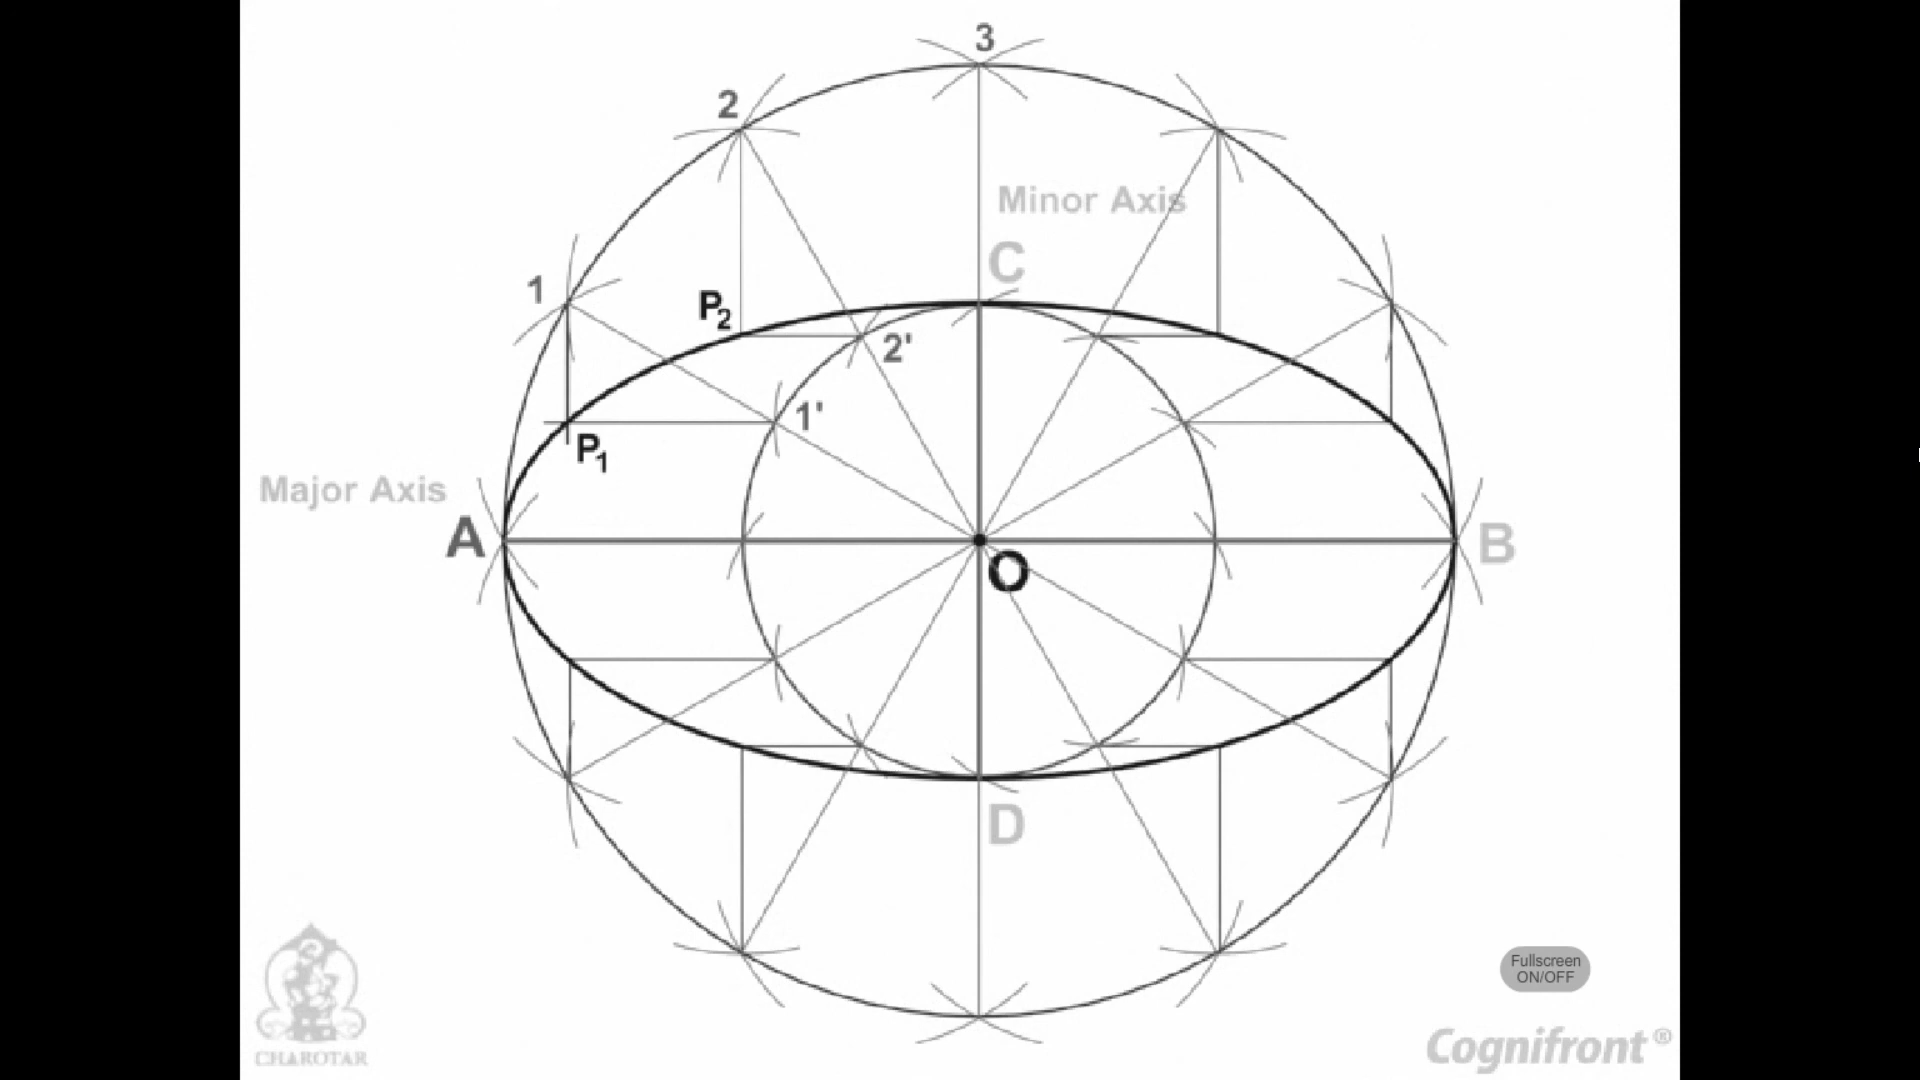 3
2
Minor Axis
C
1
P2
2'
1'
P1
Major Axis
A
B
O
D
Fullscreen
ON/OFF
CHAROTAR
Cognifront®